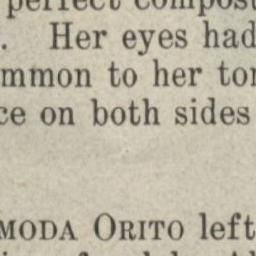 perfect compos
. Her eyes had
mmon to her to
ce on both sides
MODA ORITO left